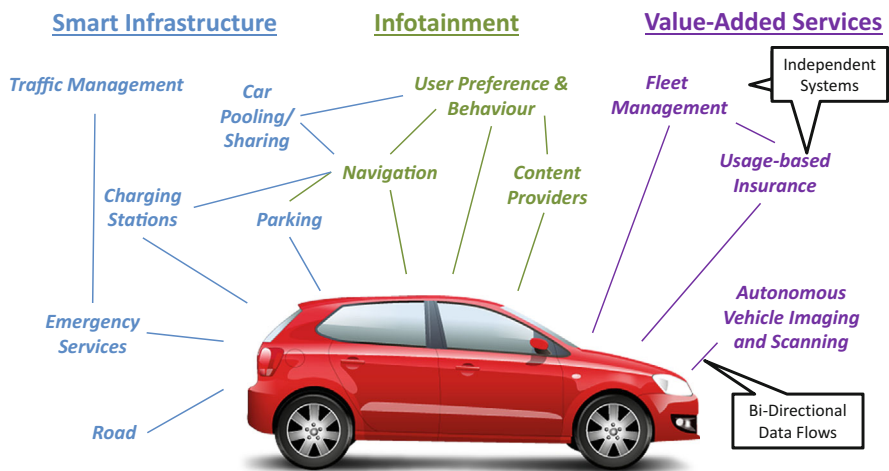 Smart Infrastructure
Infotainment
Value-Added Services
Traffic Management
Car
Pooling/
Sharing
User Preference &
Behaviour
Fleet
Management
Independent
Systems
Navigation
Content
Providers
Usage-based
Insurance
Charging
Stations
Parking
Emergency
Services
Autonomous
Vehicle Imaging
and Scanning
Road
Bi-Directional
Data Flows